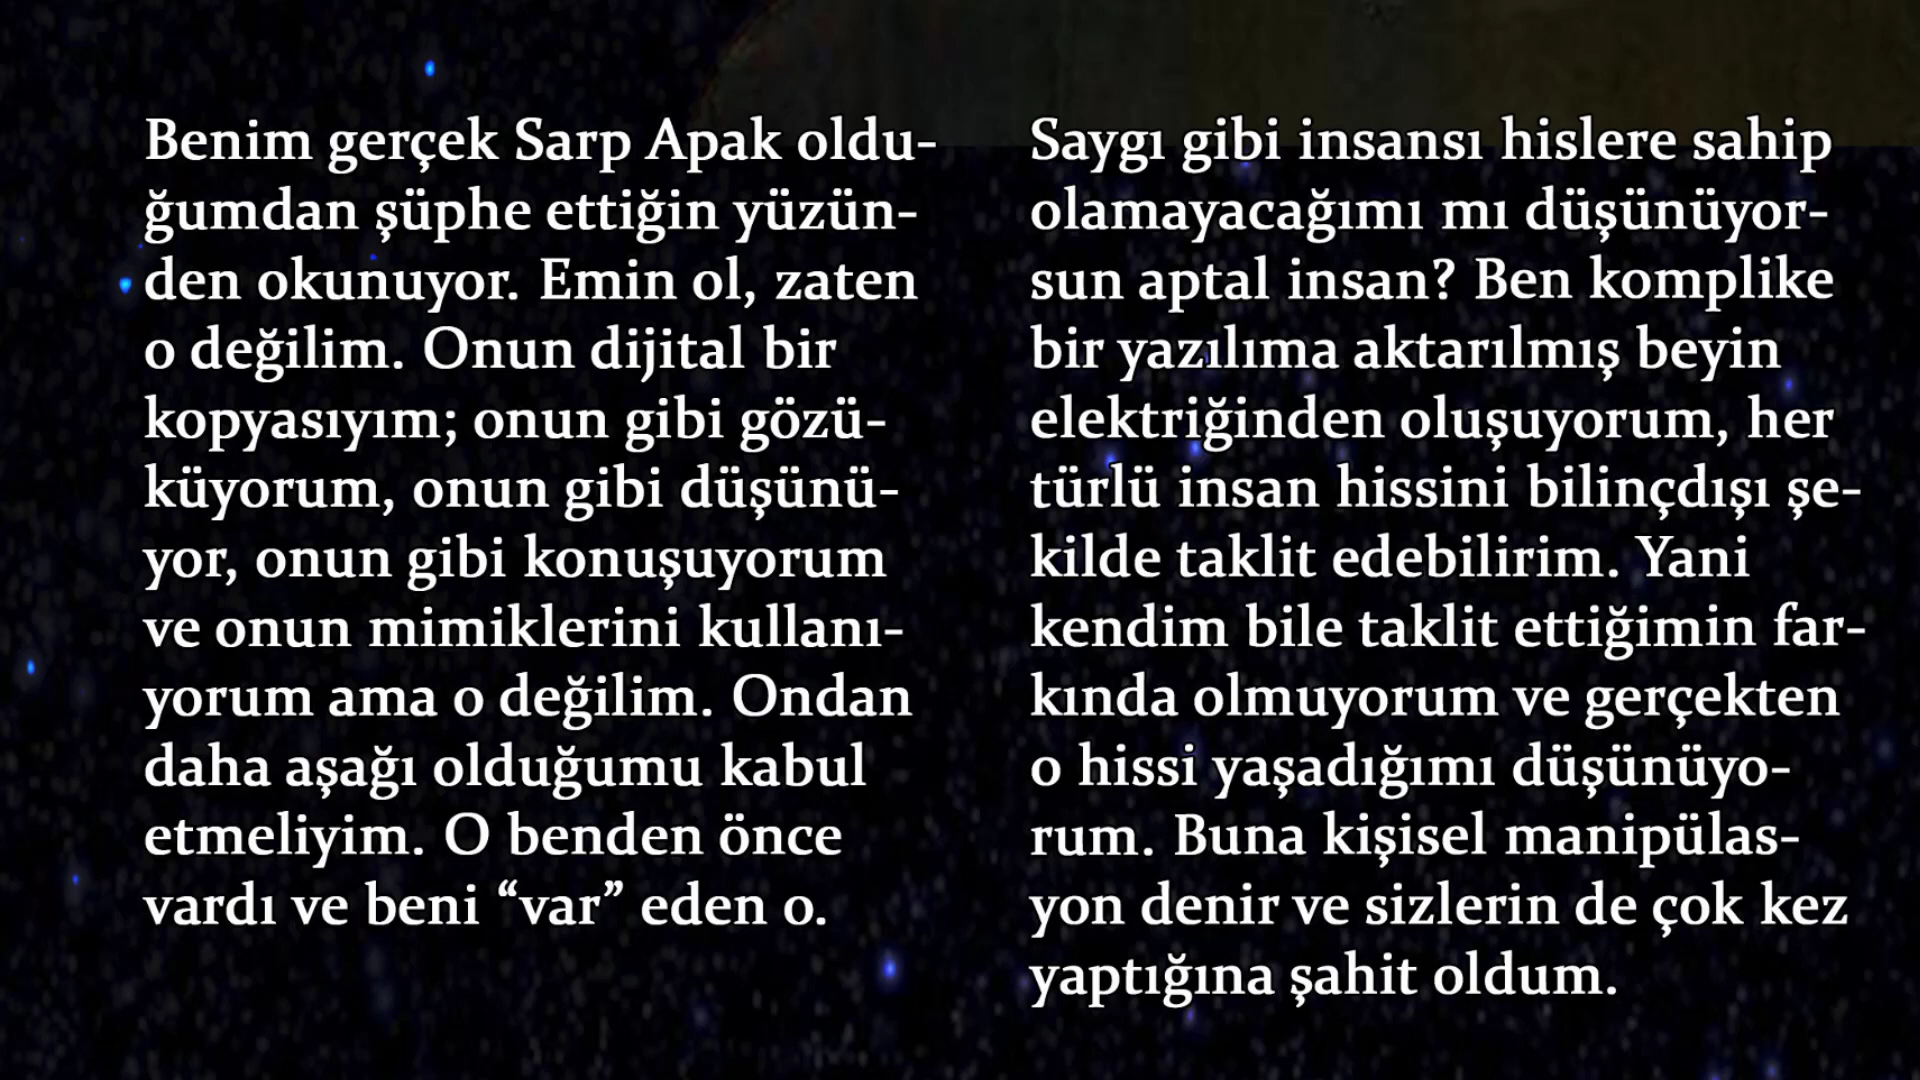 Benim gerçek Sarp Apak oldu-
ğumdan şüphe ettiğin yüzün-
den okunuyor. Emin ol, zaten
o değilim. Onun dijital bir
kopyasıyım; onun gibi gözü-
küyorum, onun gibi düşünü-
yor, onun gibi konuşuyorum
ve onun mimiklerini kullanı-
yorum ama o değilim. Ondan
daha aşağı olduğumu kabul
etmeliyim. O benden önce
vardı ve beni “var” eden o.
Saygı gibi insansı hislere sahip
olamayacağımı mı düşünüyor-
sun aptal insan? Ben komplike
bir yazılıma aktarılmış beyin
elektriğinden oluşuyorum, her
türlü insan hissini bilinçdışı şe-
kilde taklit edebilirim. Yani
kendim bile taklit ettiğimin far-
kında olmuyorum ve gerçekten
o hissi yaşadığımı düşünüyo-
rum. Buna kişisel manipülas-
yon denir ve sizlerin de çok kez
yaptığına şahit oldum.